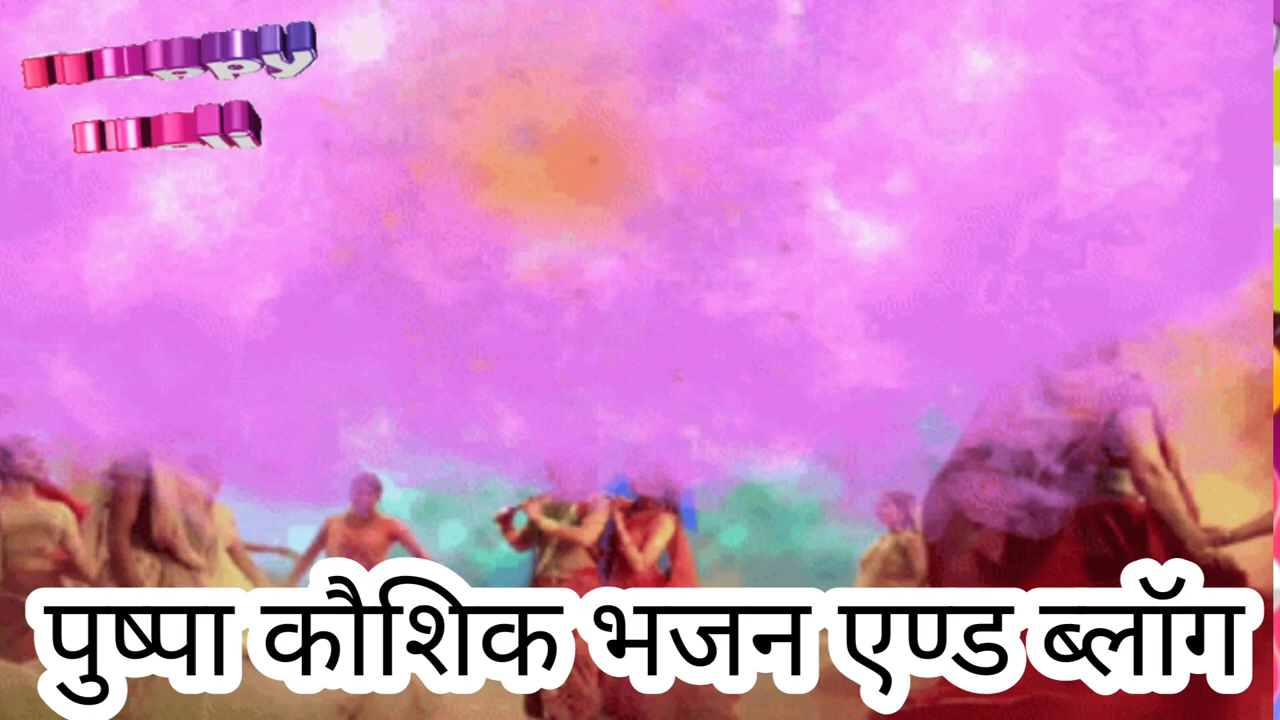 पुष्पा कौशिक भजन एण्ड ब्लॉग